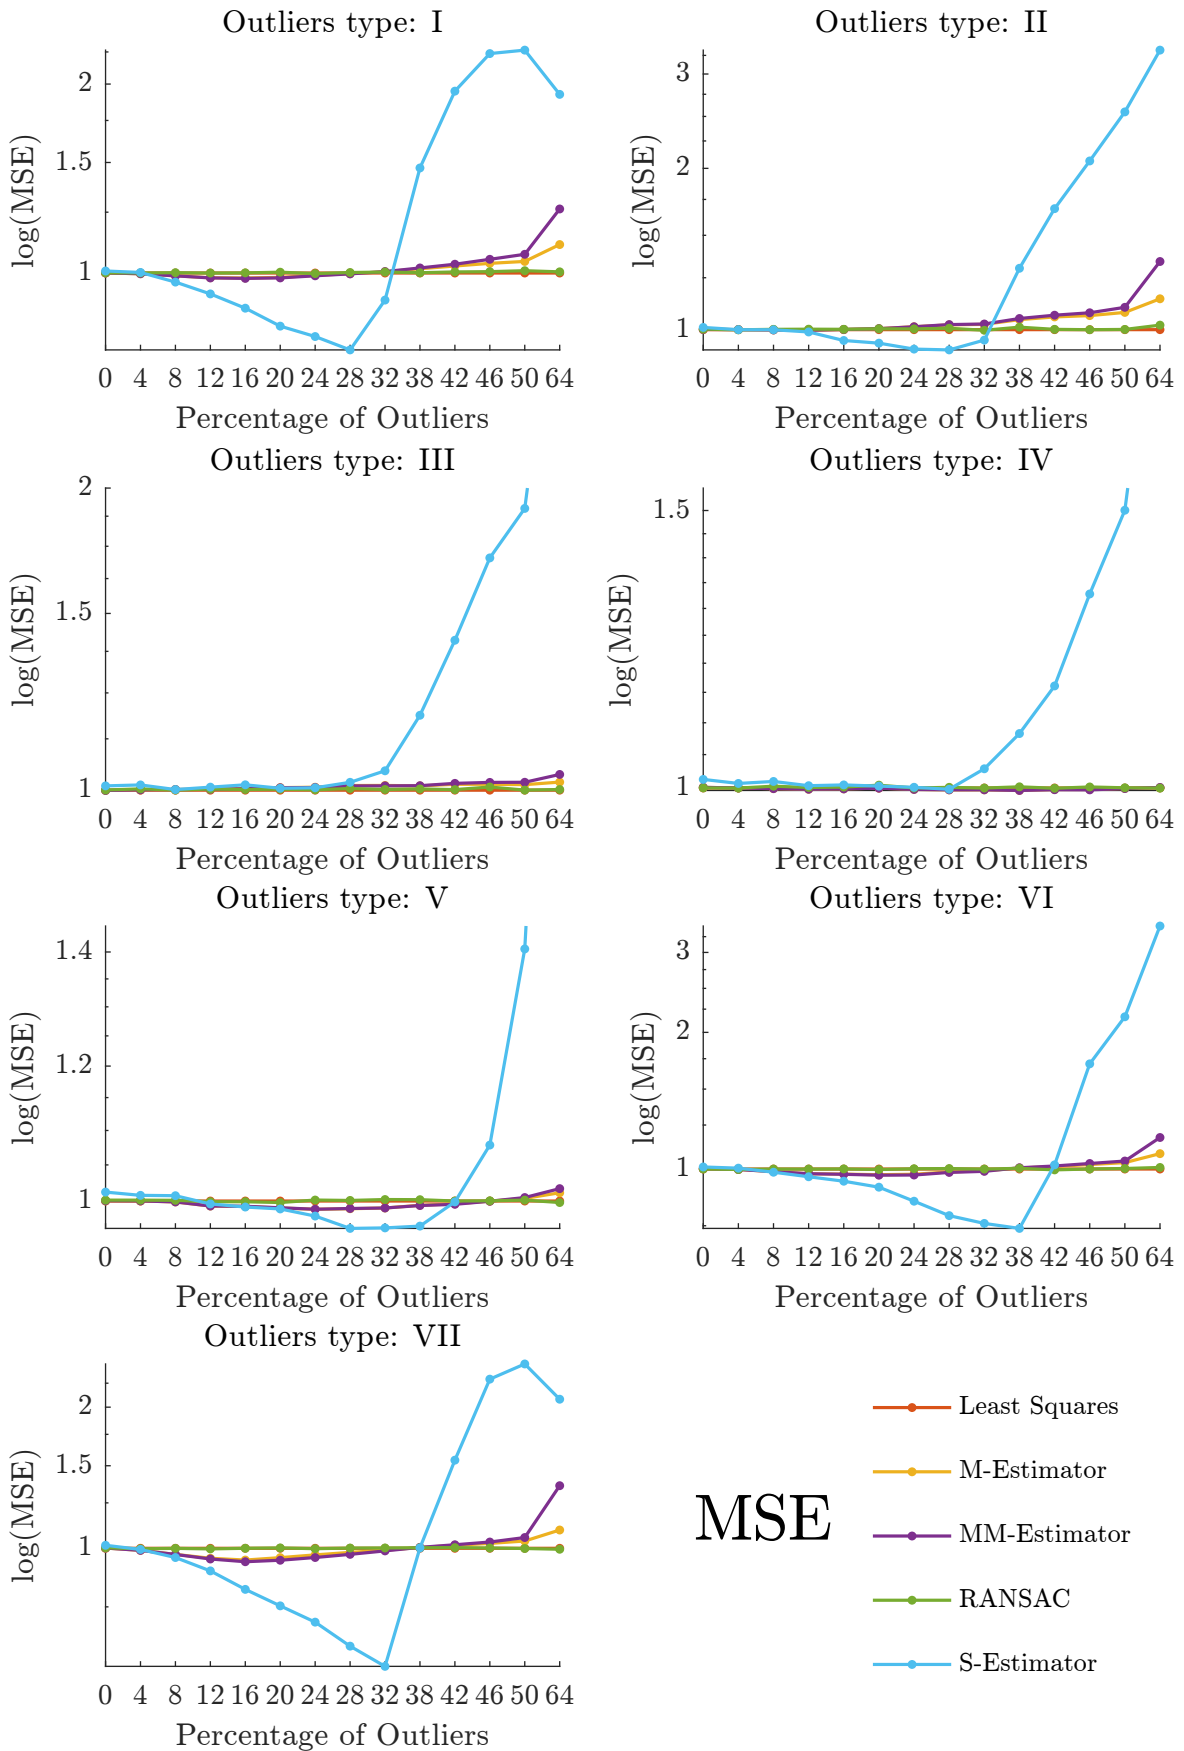 Outliers type: I
log(MSE)
2
1.5
1
0 4 8 12 16 20 24 28 32 38 42 46 50 64
Percentage of Outliers
Outliers type: II
log(MSE)
3
2
1
0 4 8 12 16 20 24 28 32 38 42 46 50 64
Percentage of Outliers
Outliers type: III
log(MSE)
2
1.5
1
0 4 8 12 16 20 24 28 32 38 42 46 50 64
Percentage of Outliers
Outliers type: IV
log(MSE)
1.5
1
0 4 8 12 16 20 24 28 32 38 42 46 50 64
Percentage of Outliers
Outliers type: V
log(MSE)
1.4
1.2
1
0 4 8 12 16 20 24 28 32 38 42 46 50 64
Percentage of Outliers
Outliers type: VI
log(MSE)
3
2
1
0 4 8 12 16 20 24 28 32 38 42 46 50 64
Percentage of Outliers
Outliers type: VII
log(MSE)
2
1.5
1
0 4 8 12 16 20 24 28 32 38 42 46 50 64
Percentage of Outliers
MSE
Least Squares
M-Estimator
MM-Estimator
RANSAC
S-Estimator